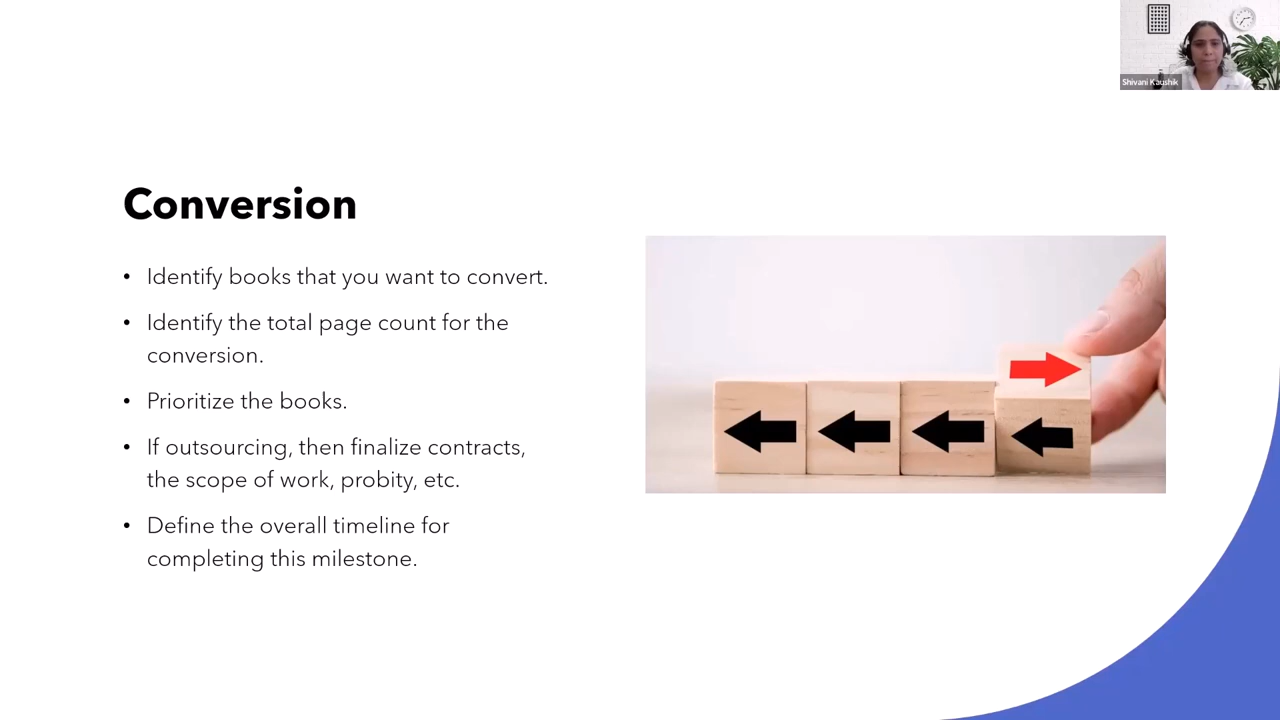 Shivani Kaushik
Conversion
• Identify books that you want to convert.
• Identify the total page count for the
conversion.
• Prioritize the books.
• If outsourcing, then finalize contracts,
the scope of work, probity, etc.
• Define the overall timeline for
completing this milestone.